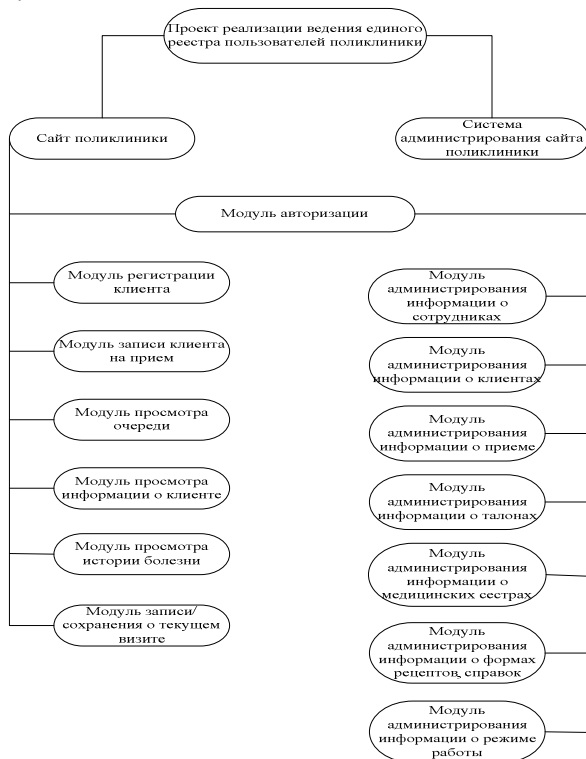 Проект реализации ведения единого
реестра пользователей поликлиники
Сайт поликлиники
Система
администрирования сайта
поликлиники
Модуль авторизации
Модуль регистрации
клиента
Модуль записи клиента
на прием
Модуль просмотра
очереди
Модуль просмотра
информации о клиенте
Модуль просмотра
истории болезни
Модуль записи/
сохранения о текущем
визите
Модуль
администрирования
информации о
сотрудниках
Модуль
администрирования
информации о клиентах
Модуль
администрирования
информации о приеме
Модуль
администрирования
информации о талонах
Модуль
администрирования
информации о
медицинских сестрах
Модуль
администрирования
информации о формах
рецептов, справок
Модуль
администрирования
информации о режиме
работы